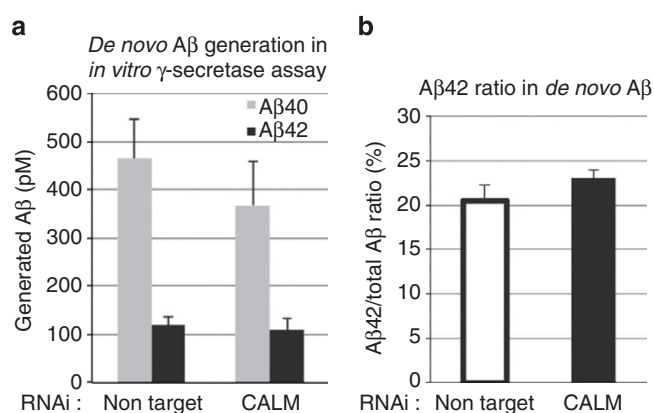 a
De novo Aβ generation in
in vitro γ-secretase assay
Generated Aβ (pM)
600
500
400
300
200
100
0
Aβ40
Aβ42
RNAi : Non target CALM
b
Aβ42 ratio in de novo Aβ
Aβ42/total Aβ ratio (%)
30
25
20
15
10
5
0
RNAi : Non target CALM